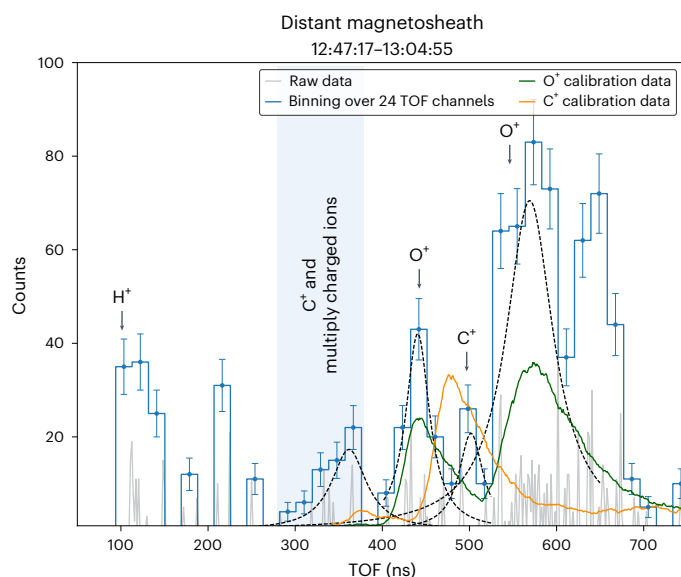 Distant magnetosheath
12:47:17–13:04:55
Raw data
Binning over 24 TOF channels
O⁺ calibration data
C⁺ calibration data
100
80
60
40
20
Counts
H⁺
C⁺ and
multiply charged ions
O⁺
C⁺
O⁺
100
200
300
400
500
600
700
TOF (ns)